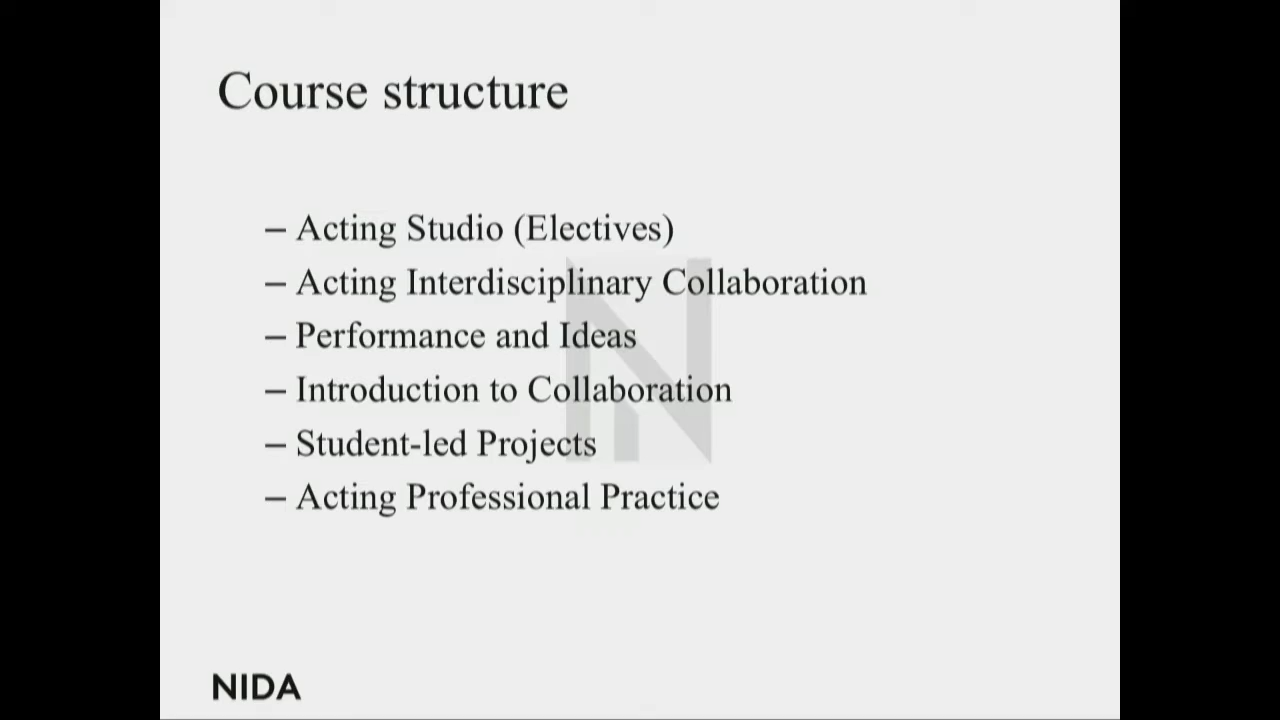 Course structure
– Acting Studio (Electives)
– Acting Interdisciplinary Collaboration
– Performance and Ideas
– Introduction to Collaboration
– Student-led Projects
– Acting Professional Practice
NIDA